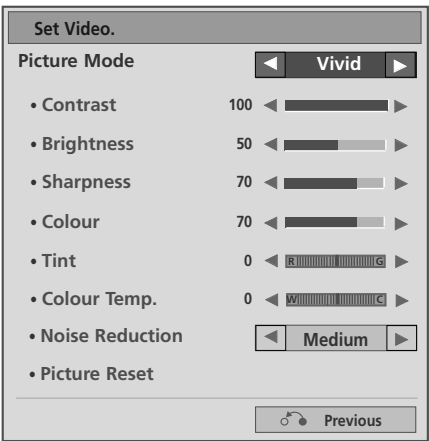 Set Video.
Picture Mode Vivid
• Contrast 100
• Brightness 50
• Sharpness 70
• Colour 70
• Tint 0 R G
• Colour Temp. 0 W C
• Noise Reduction Medium
• Picture Reset
Previous